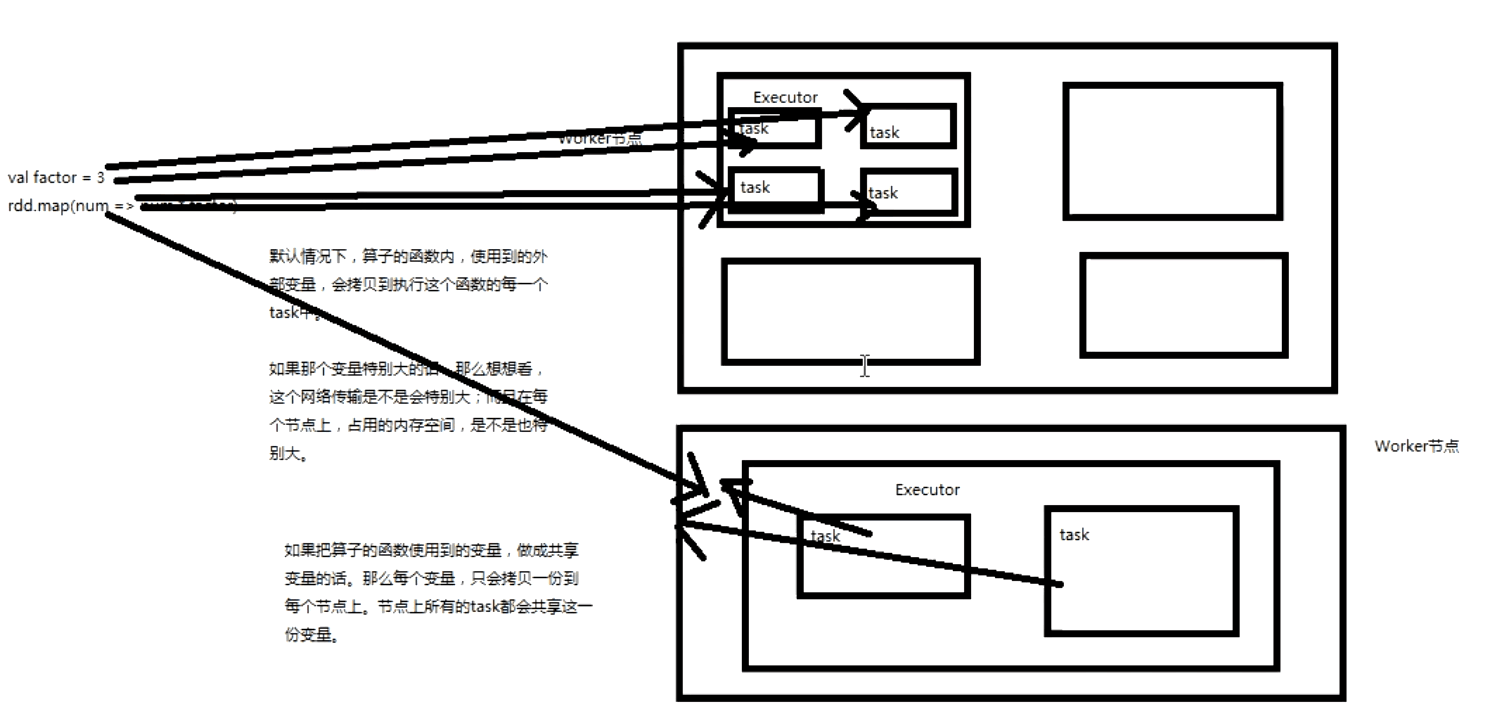 Executor
task
task
Worker节点
task
task
val factor = 3
rdd.map(num => num * factor)
默认情况下，算子的函数内，使用到的外
部变量，会拷贝到执行这个函数的每一个
task中。
如果那个变量特别大的话，那么想想看，
这个网络传输是不是会特别大；而且在每
个节点上，占用的内存空间，是不是也特
别大。
Worker节点
Executor
task
task
如果把算子的函数使用到的变量，做成共享
变量的话。那么每个变量，只会拷贝一份到
每个节点上。节点上所有的task都会共享这一
份变量。